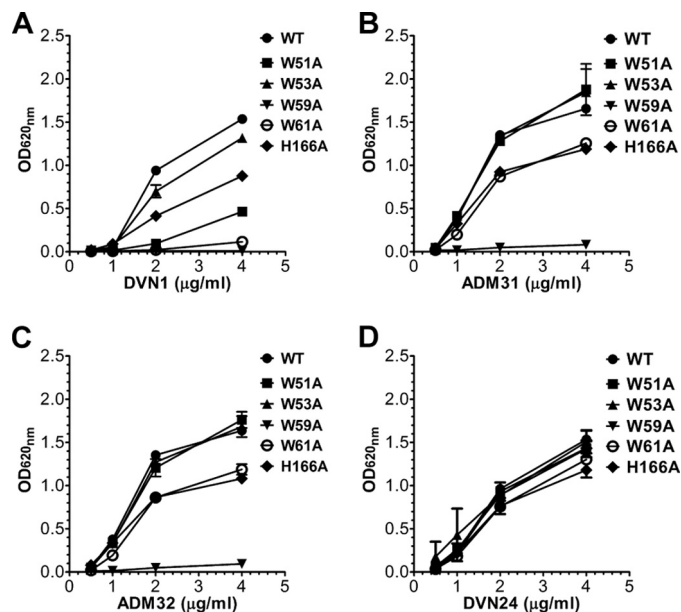 A
OD620nm
2.5
2.0
1.5
1.0
0.5
0.0
0 1 2 3 4 5
DVN1 (µg/ml)
WT
W51A
W53A
W59A
W61A
H166A
B
OD620nm
2.5
2.0
1.5
1.0
0.5
0.0
0 1 2 3 4 5
ADM31 (µg/ml)
WT
W51A
W53A
W59A
W61A
H166A
C
OD620nm
2.5
2.0
1.5
1.0
0.5
0.0
0 1 2 3 4 5
ADM32 (µg/ml)
WT
W51A
W53A
W59A
W61A
H166A
D
OD620nm
2.5
2.0
1.5
1.0
0.5
0.0
0 1 2 3 4 5
DVN24 (µg/ml)
WT
W51A
W53A
W59A
W61A
H166A